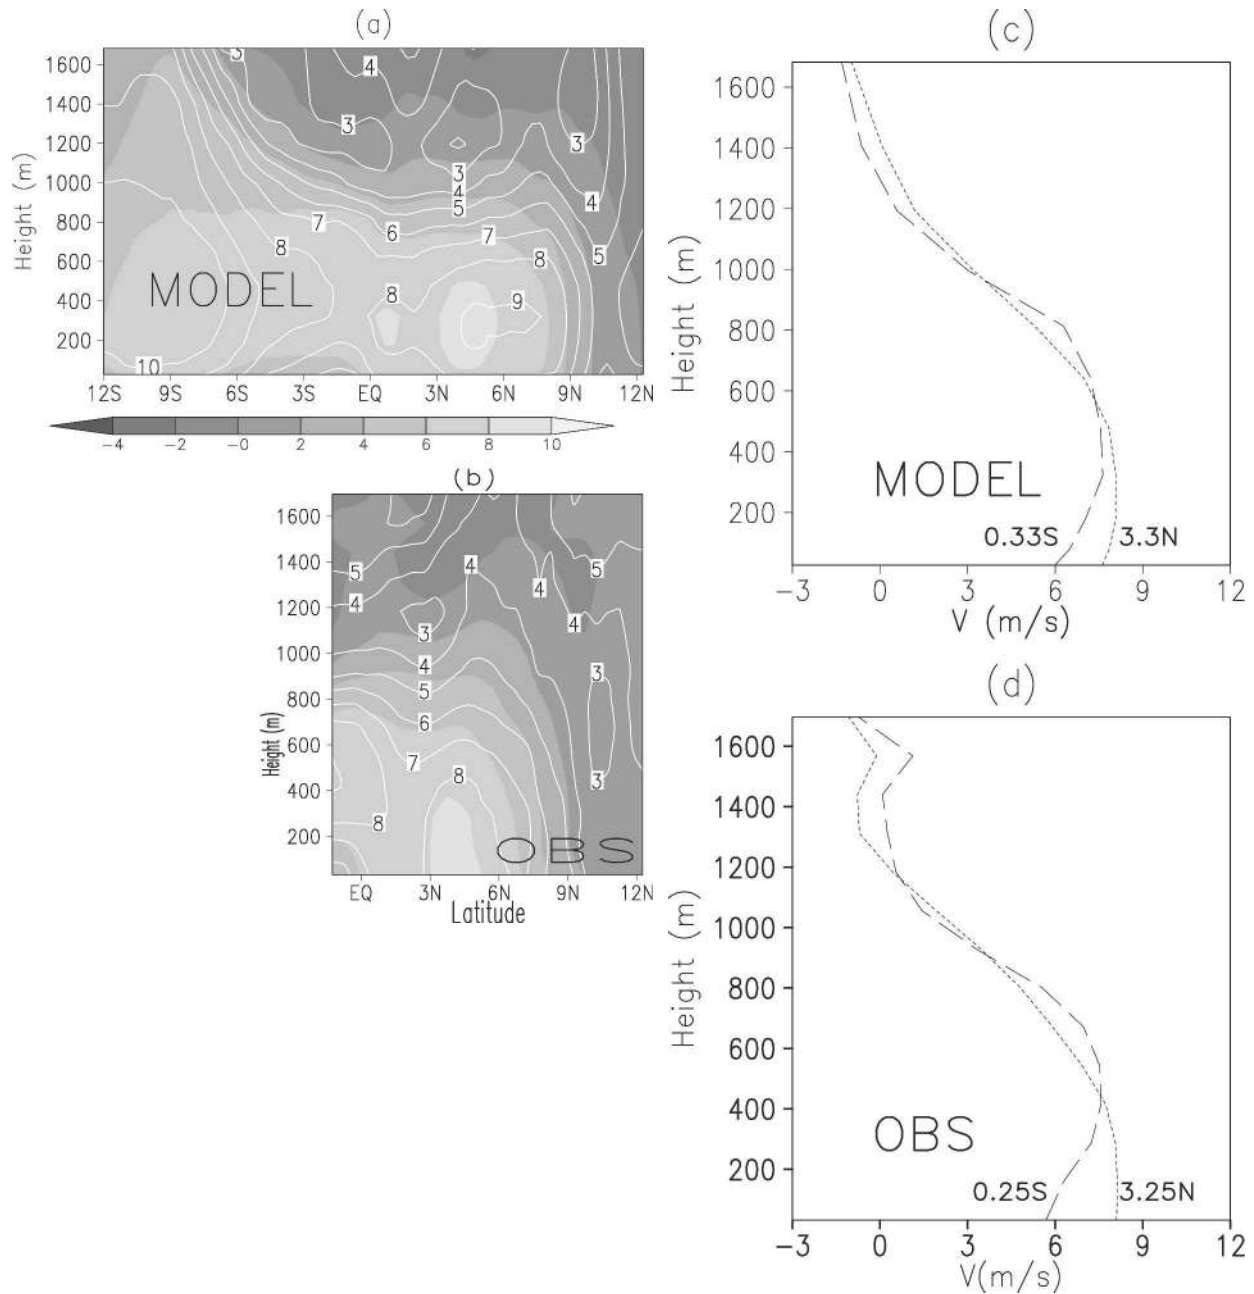 (a)
Height (m)
1600
1400
1200
1000
800
600
400
200
5
4
3
3
3
4
4
5
5
7
6
7
8
8
8
9
10
MODEL
12S 9S 6S 3S EQ 3N 6N 9N 12N
−4 −2 −0 2 4 6 8 10
(b)
Height (m)
1600
1400
1200
1000
800
600
400
200
5
4
4
4
5
4
3
4
3
5
6
7
8
3
8
OBS
EQ 3N 6N 9N 12N
Latitude
(c)
Height (m)
1600
1400
1200
1000
800
600
400
200
MODEL
0.33S 3.3N
−3 0 3 6 9 12
V (m/s)
(d)
Height (m)
1600
1400
1200
1000
800
600
400
200
OBS
0.25S 3.25N
−3 0 3 6 9 12
V(m/s)